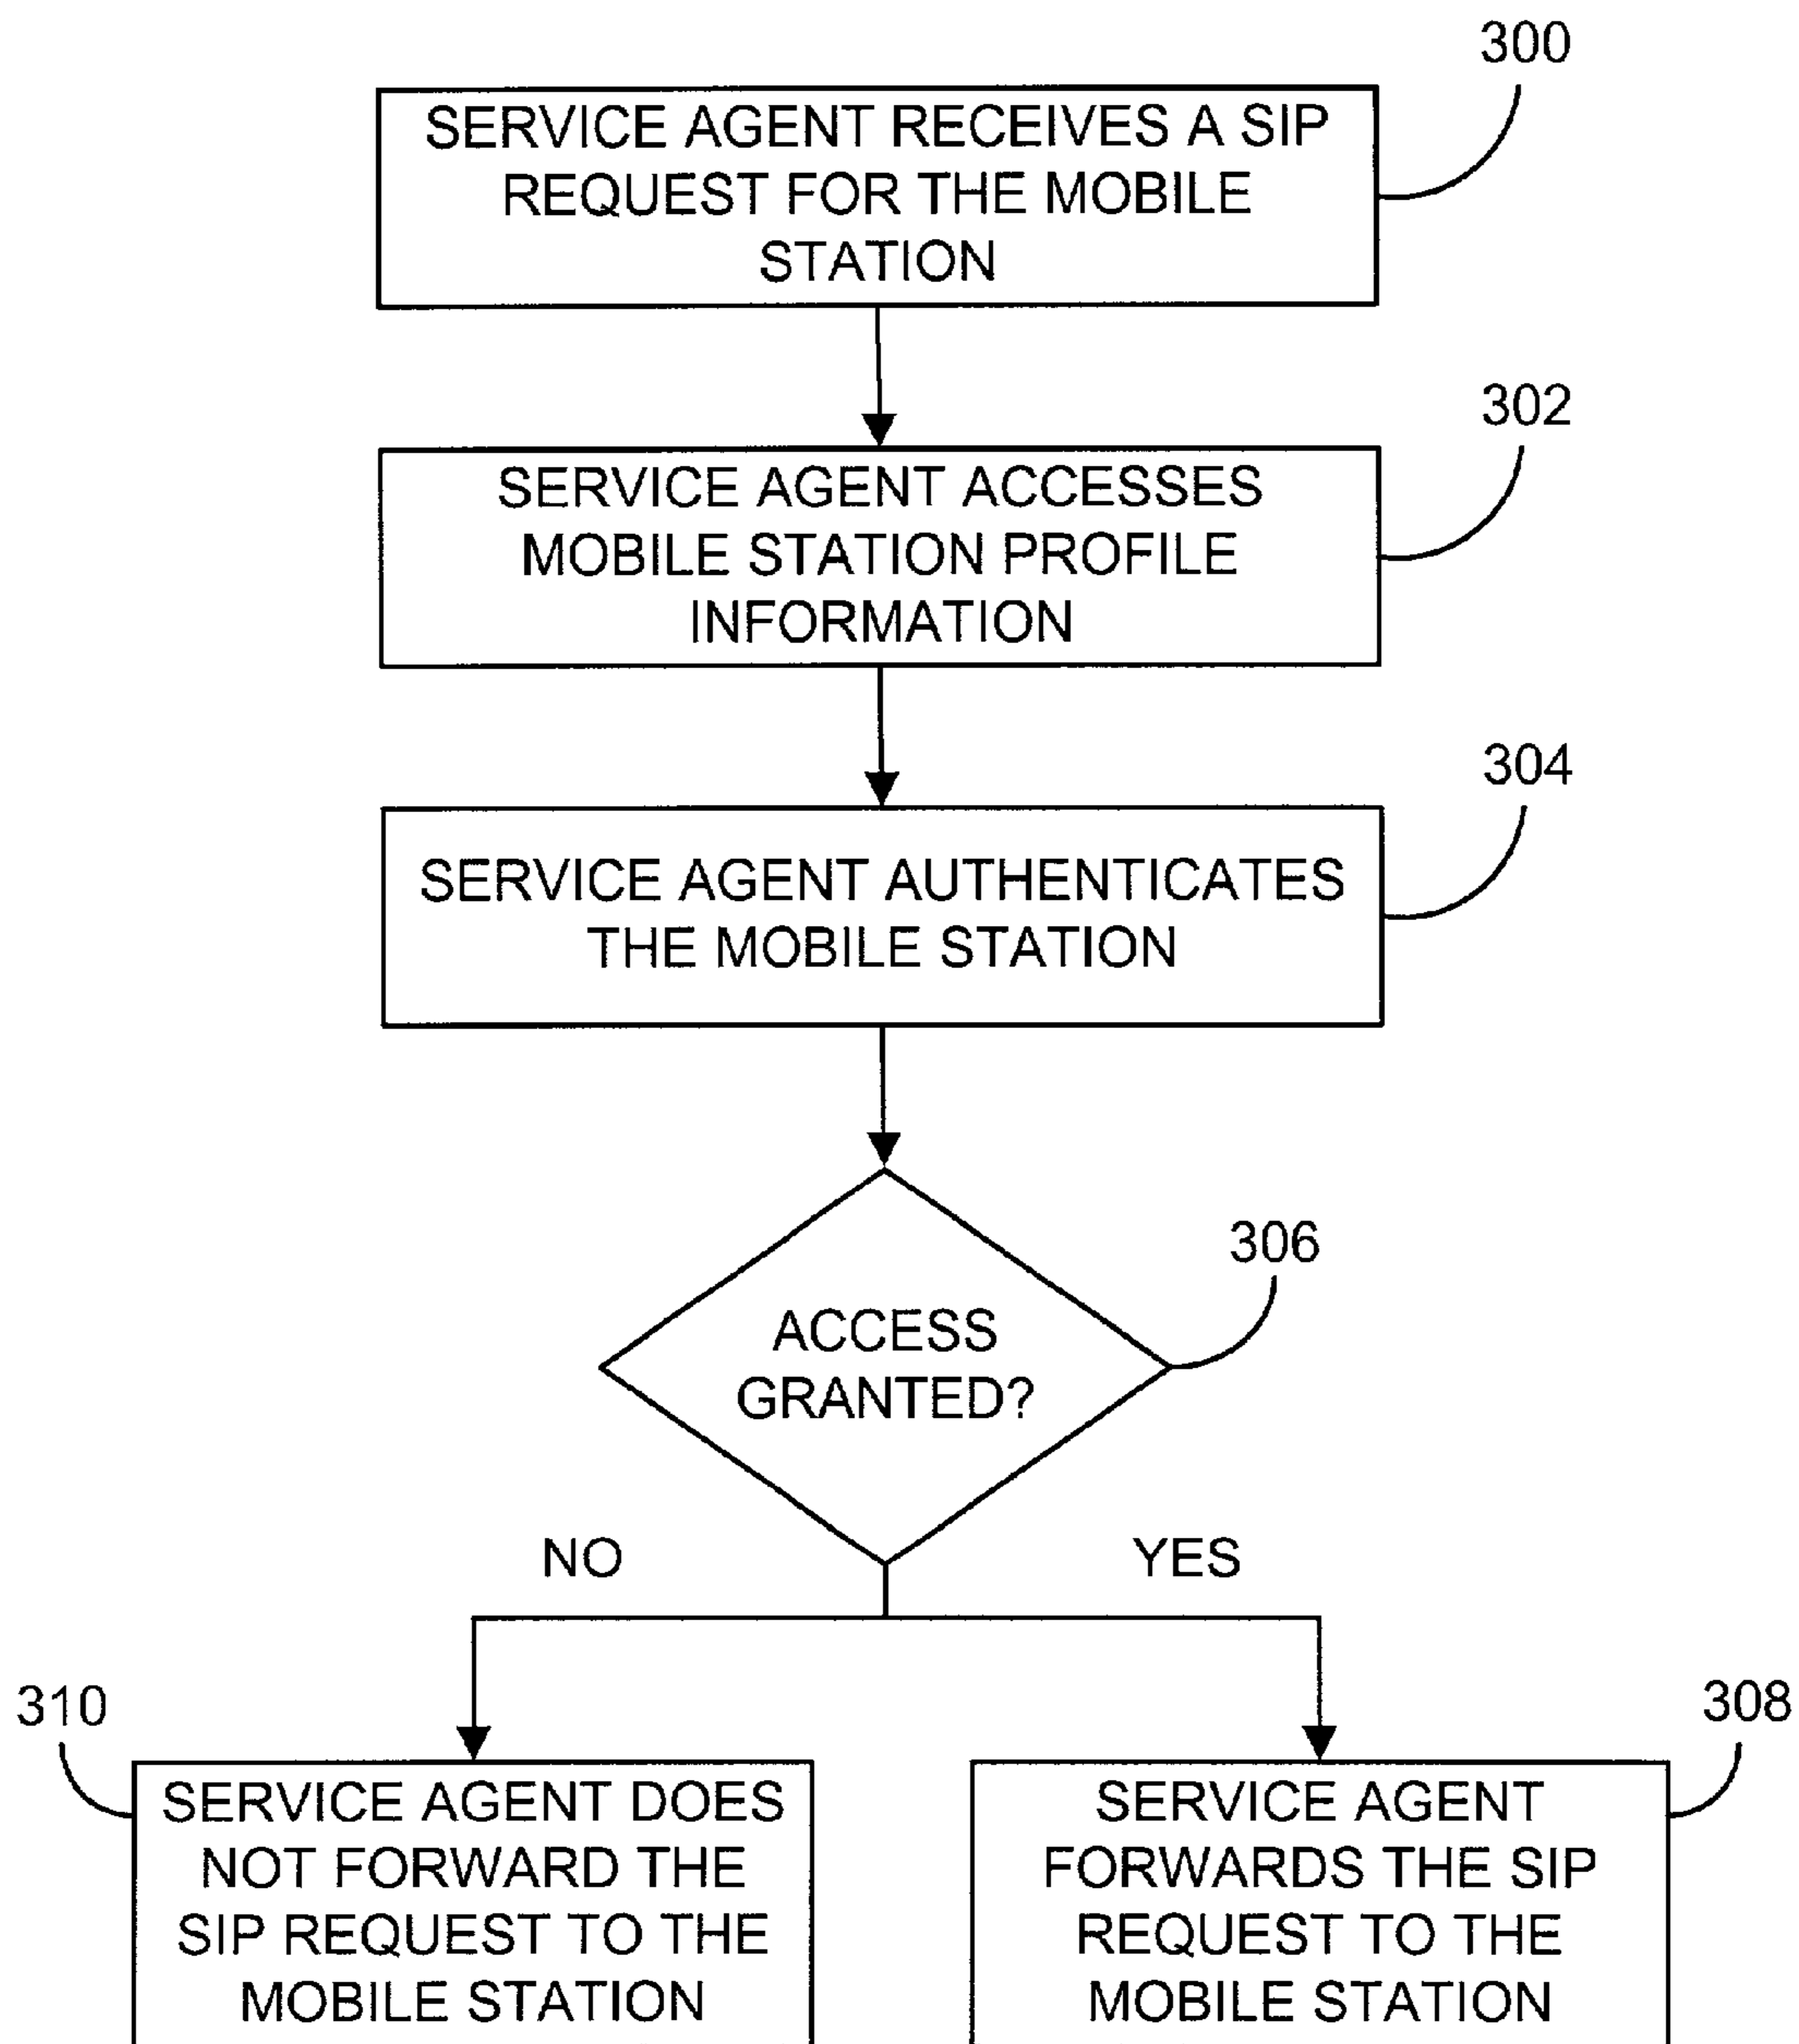 300
SERVICE AGENT RECEIVES A SIP
REQUEST FOR THE MOBILE
STATION
302
SERVICE AGENT ACCESSES
MOBILE STATION PROFILE
INFORMATION
304
SERVICE AGENT AUTHENTICATES
THE MOBILE STATION
306
ACCESS
GRANTED?
NO
YES
310
SERVICE AGENT DOES
NOT FORWARD THE
SIP REQUEST TO THE
MOBILE STATION
308
SERVICE AGENT
FORWARDS THE SIP
REQUEST TO THE
MOBILE STATION